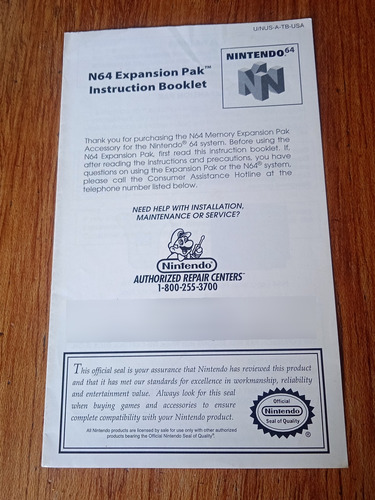 U/NUS-A-TB-USA
N64 Expansion Pak™
Instruction Booklet
NINTENDO 64
Thank you for purchasing the N64 Memory Expansion Pak
Accessory for the Nintendo® 64 system. Before using the
N64 Expansion Pak, first read this instruction booklet. If,
after reading the instructions and precautions, you have
questions on using the Expansion Pak or the N64® system,
please call the Consumer Assistance Hotline at the
telephone number listed below.
NEED HELP WITH INSTALLATION,
MAINTENANCE OR SERVICE?
Nintendo®
AUTHORIZED REPAIR CENTERS℠
1-800-255-3700
This official seal is your assurance that Nintendo has reviewed this product
and that it has met our standards for excellence in workmanship, reliability
and entertainment value. Always look for this seal
when buying games and accessories to ensure
complete compatibility with your Nintendo product.
All Nintendo products are licensed by sale for use only with other authorized
products bearing the Official Nintendo Seal of Quality®.
Official
Nintendo
Seal of Quality
®